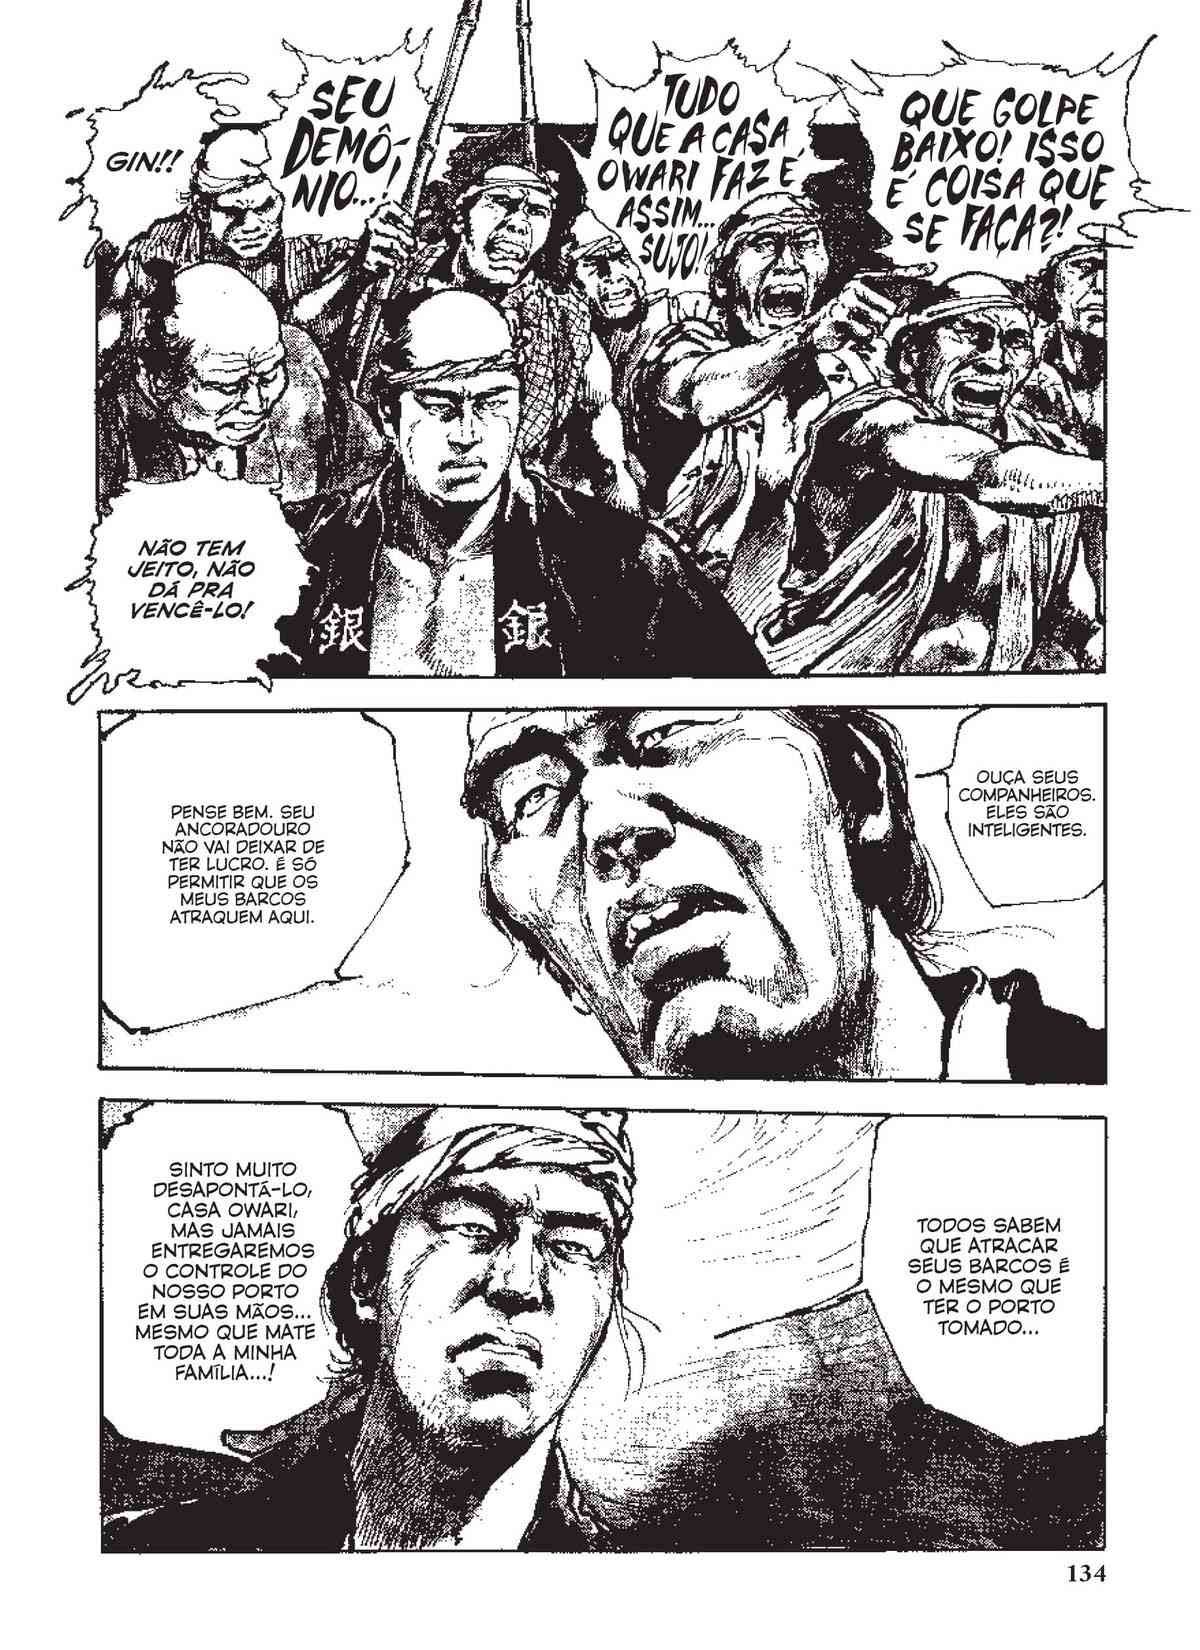 QUE GOLPE
BAIXO! ISSO
É COISA QUE
SE FAÇA?!
TUDO
QUE A CASA
OWARI FAZ É
ASSIM...
SUJO!
SEU
DEMÔ-
NIO...!
GIN!!
NÃO TEM
JEITO, NÃO
DÁ PRA
VENCÊ-LO!
銀
銀
OUÇA SEUS
COMPANHEIROS.
ELES SÃO
INTELIGENTES.
PENSE BEM. SEU
ANCORADOURO
NÃO VAI DEIXAR DE
TER LUCRO. É SÓ
PERMITIR QUE OS
MEUS BARCOS
ATRAQUEM AQUI.
TODOS SABEM
QUE ATRACAR
SEUS BARCOS É
O MESMO QUE
TER O PORTO
TOMADO...
SINTO MUITO
DESAPONTÁ-LO,
CASA OWARI,
MAS JAMAIS
ENTREGAREMOS
O CONTROLE DO
NOSSO PORTO
EM SUAS MÃOS...
MESMO QUE MATE
TODA A MINHA
FAMÍLIA...!
134